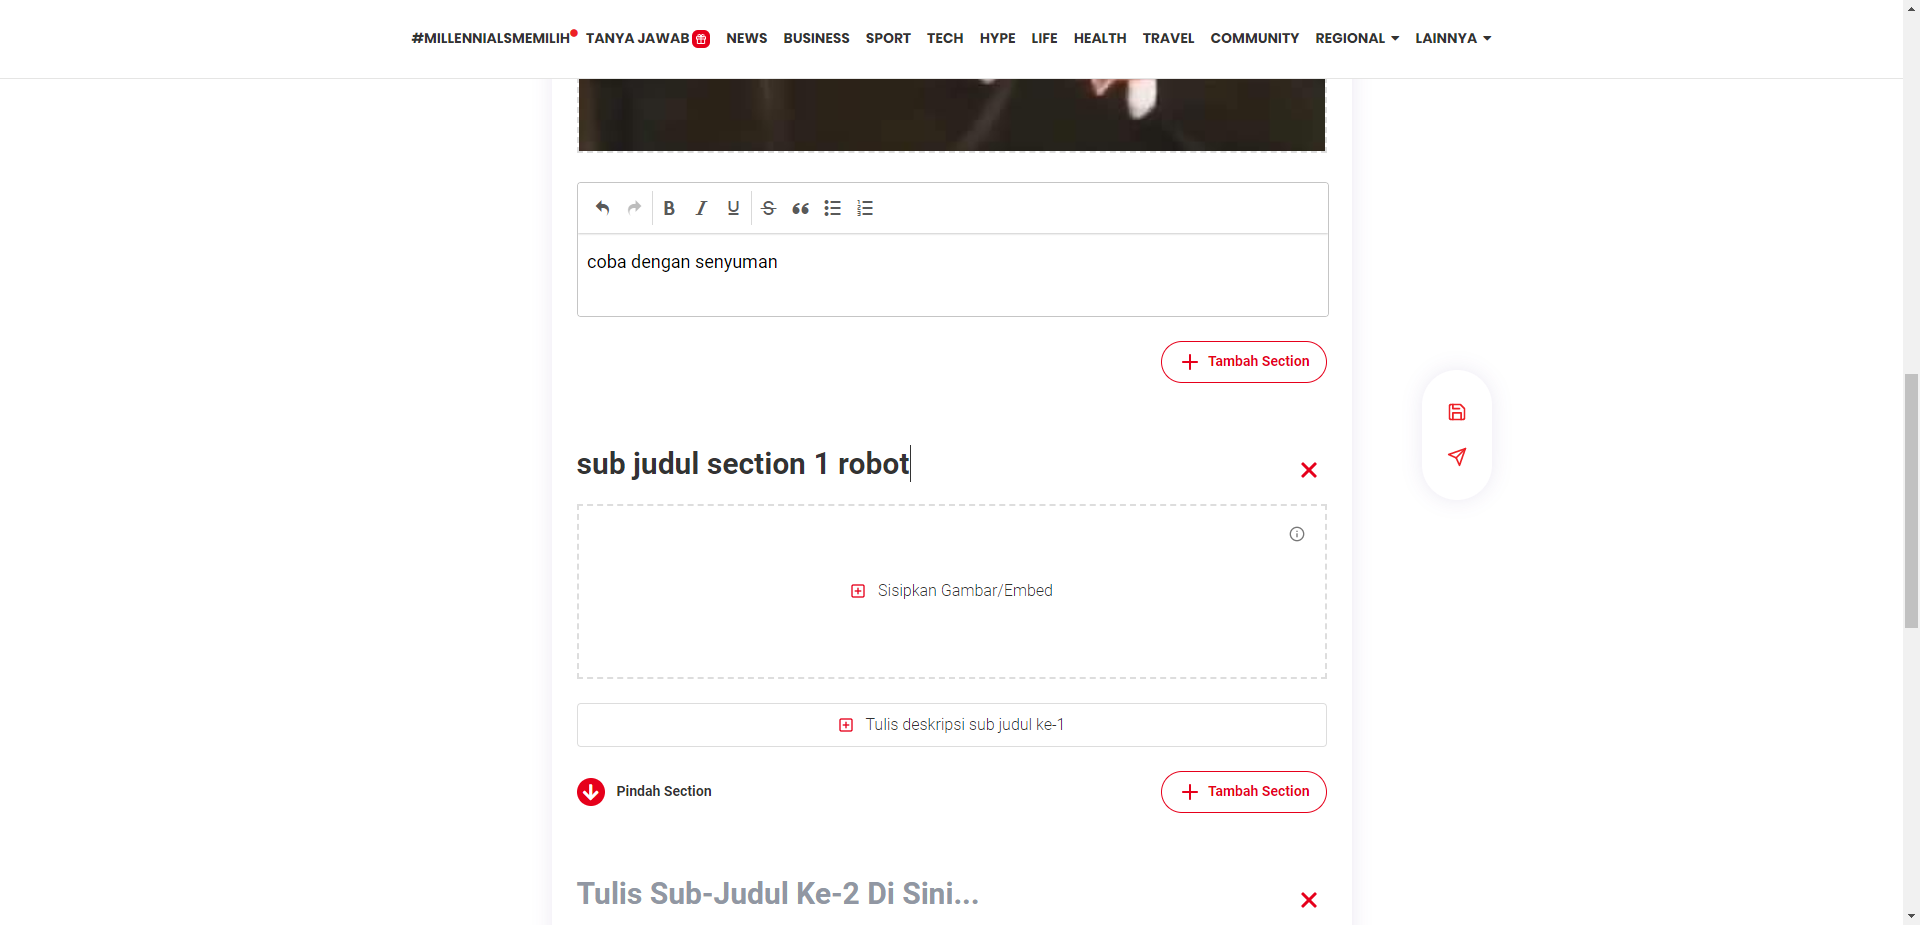 #MILLENNIALSMEMILIH TANYA JAWAB NEWS BUSINESS SPORT TECH HYPE LIFE HEALTH TRAVEL COMMUNITY REGIONAL LAINNYA
B I U S
coba dengan senyuman
Tambah Section
sub judul section 1 robot
Sisipkan Gambar/Embed
Tulis deskripsi sub judul ke-1
Pindah Section
Tambah Section
Tulis Sub-Judul Ke-2 Di Sini...